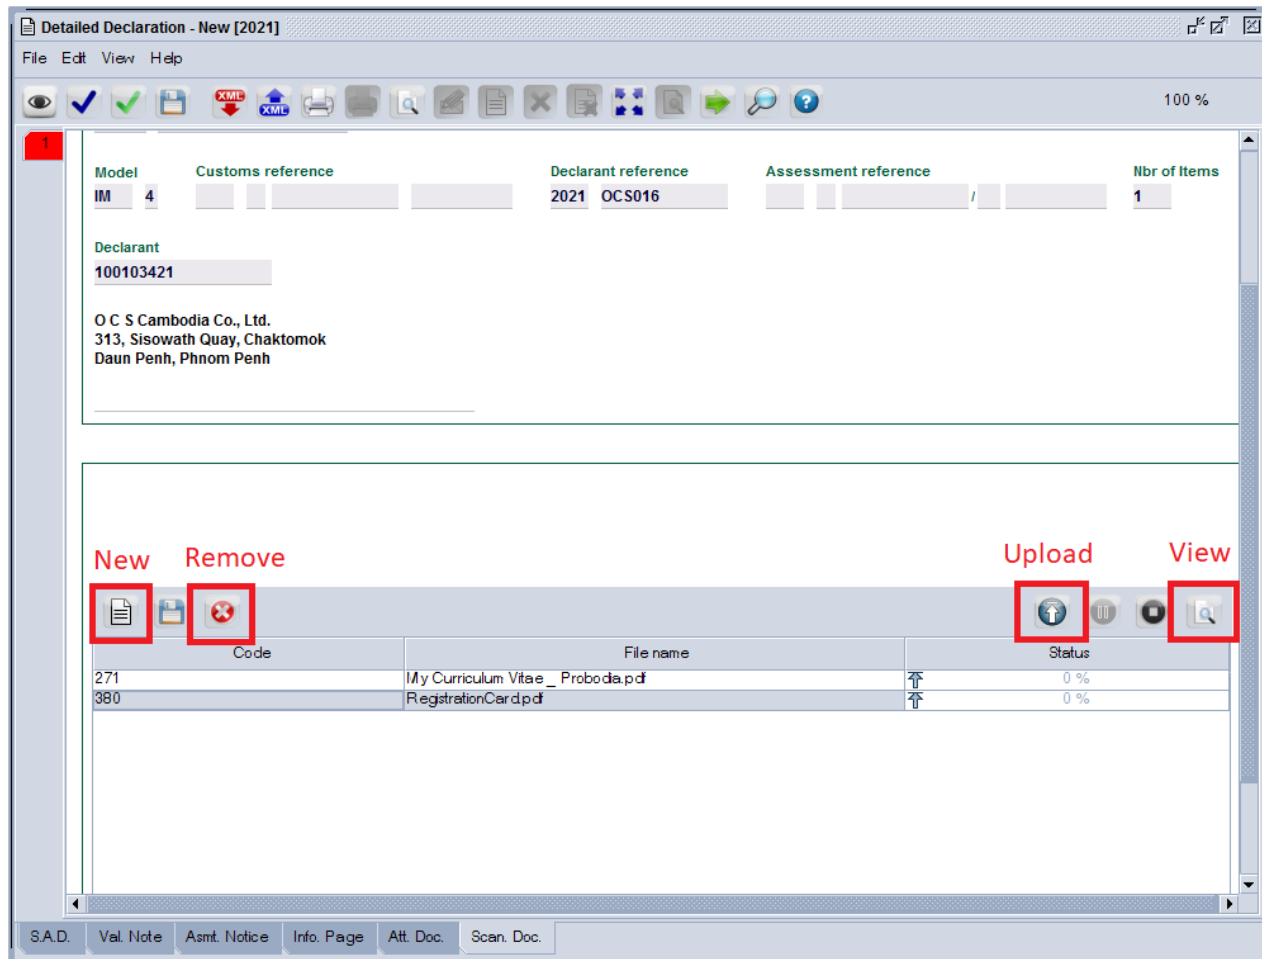 Detailed Declaration - New [2021]
File Edit View Help
XML XML 100 %
1
Model Customs reference Declarant reference Assessment reference Nbr of Items
IM 4 2021 OCS016 / 1
Declarant
100103421
O C S Cambodia Co., Ltd.
313, Sisowath Quay, Chaktomok
Daun Penh, Phnom Penh
New Remove Upload View
Code File name Status
271 My Curriculum Vitae _ Probodia.pdf 0 %
380 RegistrationCard.pdf 0 %
S.A.D. Val. Note Asmt. Notice Info. Page Att. Doc. Scan. Doc.